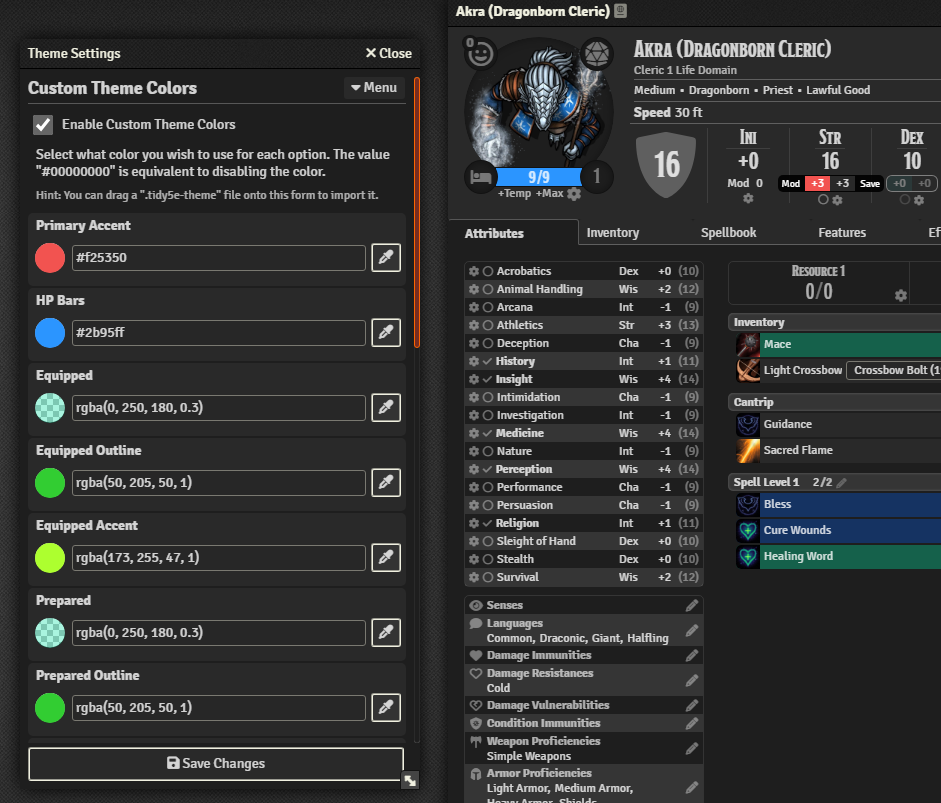 Theme Settings
Close
Custom Theme Colors
Menu
Enable Custom Theme Colors
Select what color you wish to use for each option. The value
"#00000000" is equivalent to disabling the color.
Hint: You can drag a ".tidy5e-theme" file onto this form to import it.
Primary Accent
#f25350
HP Bars
#2b95ff
Equipped
rgba(0, 250, 180, 0.3)
Equipped Outline
rgba(50, 205, 50, 1)
Equipped Accent
rgba(173, 255, 47, 1)
Prepared
rgba(0, 250, 180, 0.3)
Prepared Outline
rgba(50, 205, 50, 1)
Save Changes
Akra (Dragonborn Cleric)
0
9/9
1
+Temp +Max
Akra (Dragonborn Cleric)
Cleric 1 Life Domain
Medium • Dragonborn • Priest • Lawful Good
Speed 30 ft
16
Ini
+0
Mod 0
Str
16
Mod +3 +3 Save
Dex
10
+0 +0
Attributes
Inventory
Spellbook
Features
Acrobatics Dex +0 (10)
Animal Handling Wis +2 (12)
Arcana Int -1 (9)
Athletics Str +3 (13)
Deception Cha -1 (9)
History Int +1 (11)
Insight Wis +4 (14)
Intimidation Cha -1 (9)
Investigation Int -1 (9)
Medicine Wis +4 (14)
Nature Int -1 (9)
Perception Wis +4 (14)
Performance Cha -1 (9)
Persuasion Cha -1 (9)
Religion Int +1 (11)
Sleight of Hand Dex +0 (10)
Stealth Dex +0 (10)
Survival Wis +2 (12)
Senses
Languages
Common, Draconic, Giant, Halfling
Damage Immunities
Damage Resistances
Cold
Damage Vulnerabilities
Condition Immunities
Weapon Proficiencies
Simple Weapons
Armor Proficiencies
Light Armor, Medium Armor,
Heavy Armor, Shields
Resource 1
0/0
Inventory
Mace
Light Crossbow Crossbow Bolt
Cantrip
Guidance
Sacred Flame
Spell Level 1 2/2
Bless
Cure Wounds
Healing Word